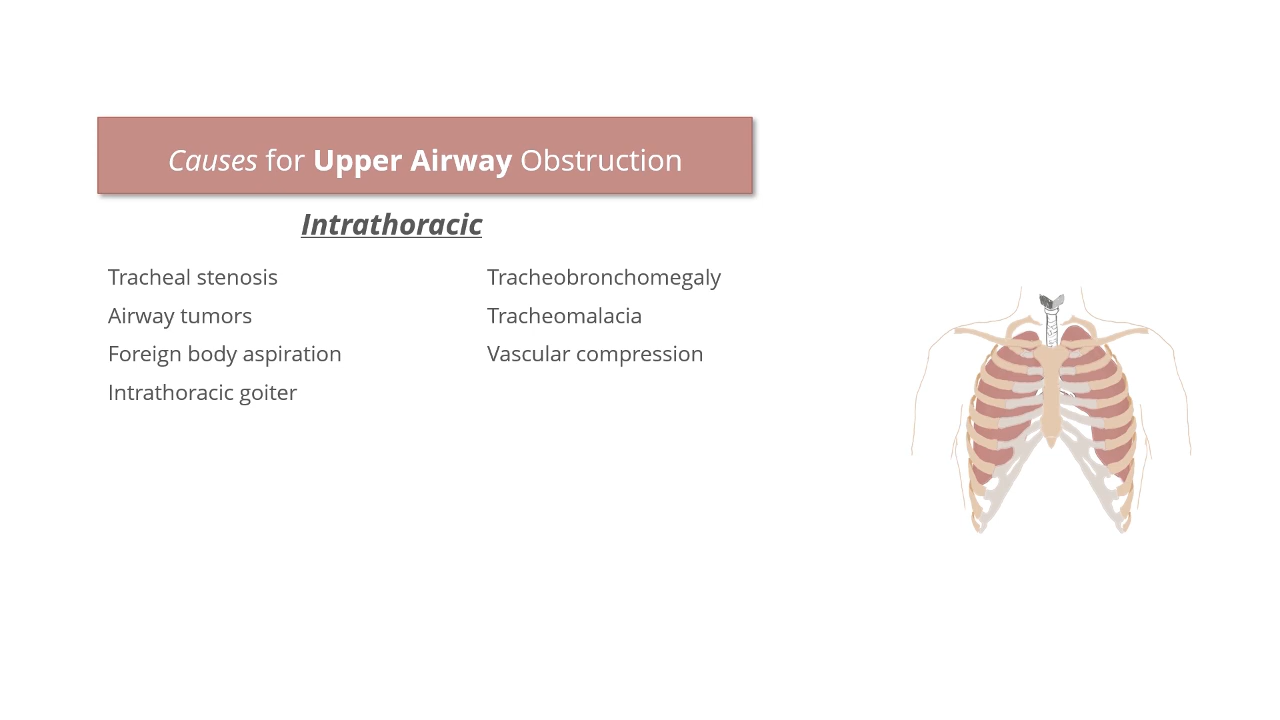 Causes for Upper Airway Obstruction
Intrathoracic
Tracheal stenosis
Airway tumors
Foreign body aspiration
Intrathoracic goiter
Tracheobronchomegaly
Tracheomalacia
Vascular compression